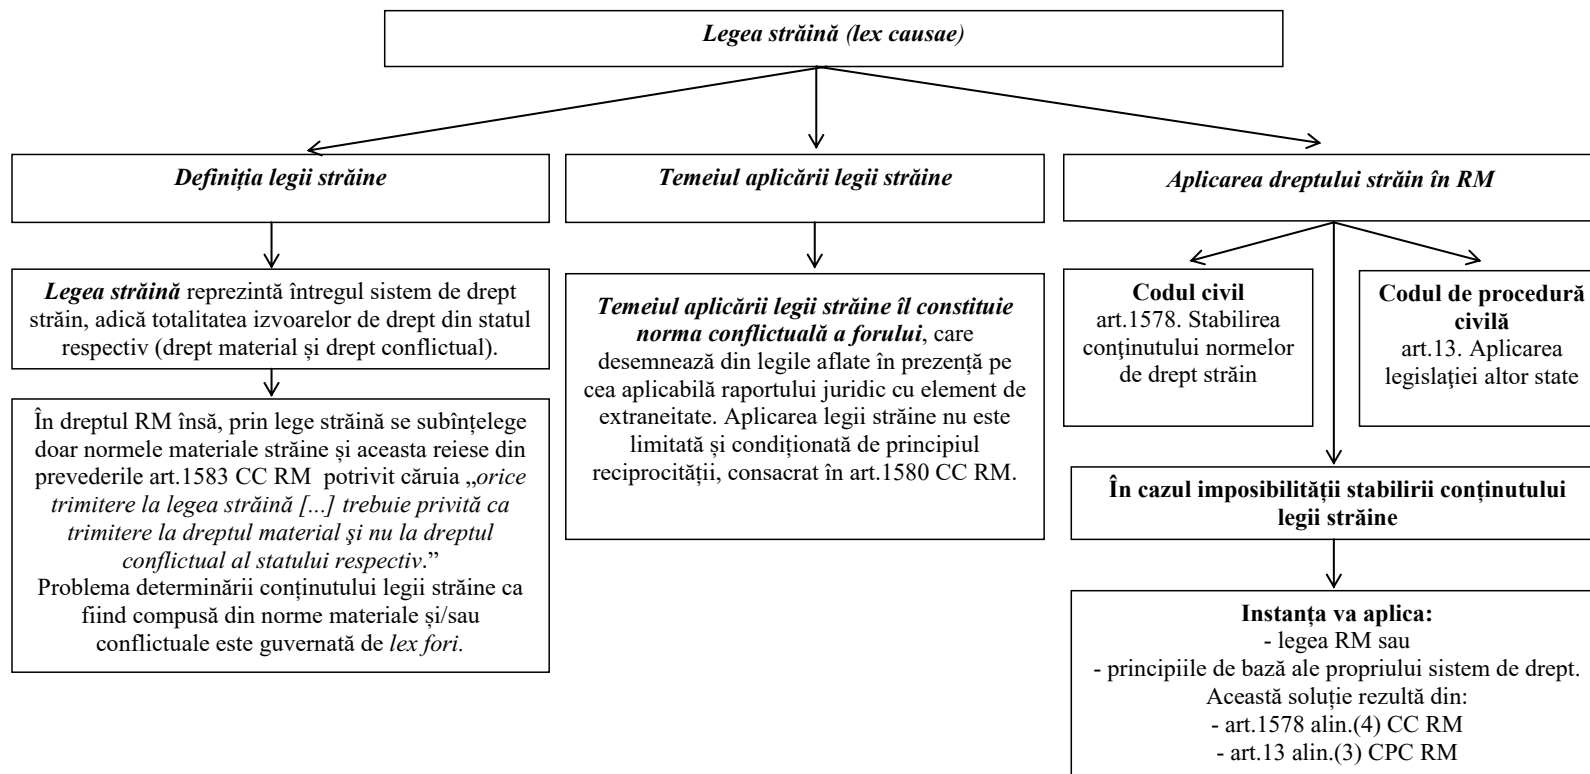 Legea străină (lex causae)
Definiția legii străine
Temeiul aplicării legii străine
Aplicarea dreptului străin în RM
Legea străină reprezintă întregul sistem de drept
străin, adică totalitatea izvoarelor de drept din statul
respectiv (drept material și drept conflictual).
În dreptul RM însă, prin lege străină se subînțelege
doar normele materiale străine și aceasta reiese din
prevederile art.1583 CC RM potrivit căruia „orice
trimitere la legea străină [...] trebuie privită ca
trimitere la dreptul material şi nu la dreptul
conflictual al statului respectiv.”
Problema determinării conținutului legii străine ca
fiind compusă din norme materiale și/sau
conflictuale este guvernată de lex fori.
Temeiul aplicării legii străine îl constituie
norma conflictuală a forului, care
desemnează din legile aflate în prezență pe
cea aplicabilă raportului juridic cu element de
extraneitate. Aplicarea legii străine nu este
limitată și condiționată de principiul
reciprocității, consacrat în art.1580 CC RM.
Codul civil
art.1578. Stabilirea
conţinutului normelor
de drept străin
Codul de procedură
civilă
art.13. Aplicarea
legislaţiei altor state
În cazul imposibilității stabilirii conținutului
legii străine
Instanța va aplica:
- legea RM sau
- principiile de bază ale propriului sistem de drept.
Această soluție rezultă din:
- art.1578 alin.(4) CC RM
- art.13 alin.(3) CPC RM